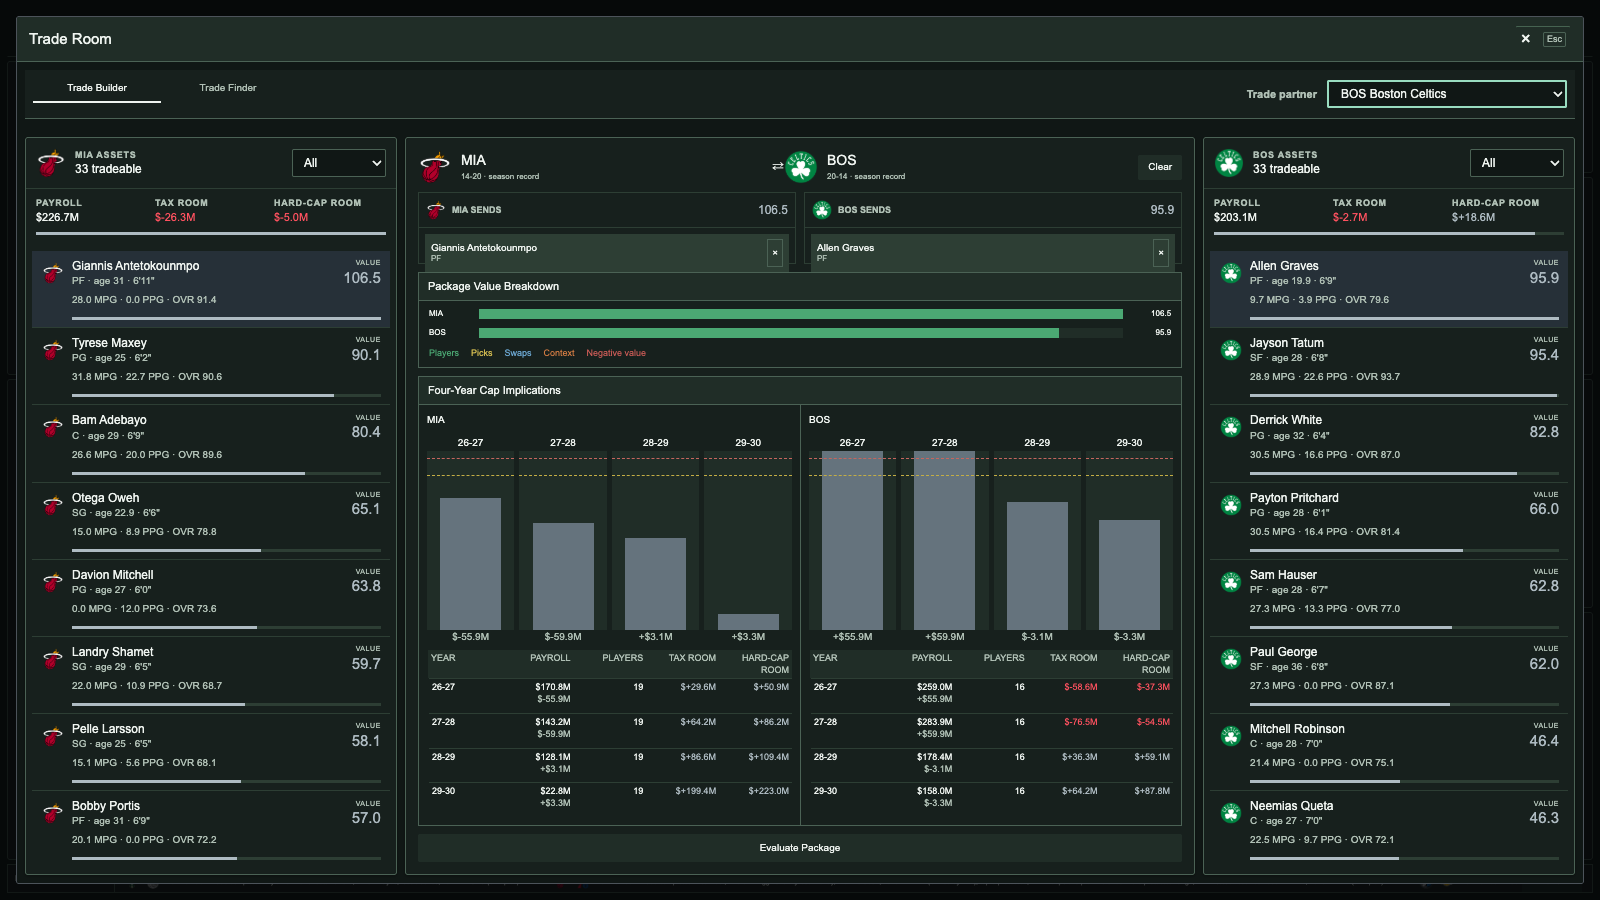 Trade Room
× Esc
Trade Builder
Trade Finder
Trade partner
BOS Boston Celtics
MIA ASSETS
33 tradeable
All
PAYROLL TAX ROOM HARD-CAP ROOM
$226.7M $-26.3M $-5.0M
Giannis Antetokounmpo VALUE
PF · age 31 · 6'11" 106.5
28.0 MPG · 0.0 PPG · OVR 91.4
Tyrese Maxey VALUE
PG · age 25 · 6'2" 90.1
31.8 MPG · 22.7 PPG · OVR 90.6
Bam Adebayo VALUE
C · age 29 · 6'9" 80.4
26.6 MPG · 20.0 PPG · OVR 89.6
Otega Oweh VALUE
SG · age 22.9 · 6'6" 65.1
15.0 MPG · 8.9 PPG · OVR 78.8
Davion Mitchell VALUE
PG · age 27 · 6'0" 63.8
0.0 MPG · 12.0 PPG · OVR 73.6
Landry Shamet VALUE
SG · age 29 · 6'5" 59.7
22.0 MPG · 10.9 PPG · OVR 68.7
Pelle Larsson VALUE
SG · age 25 · 6'5" 58.1
15.1 MPG · 5.6 PPG · OVR 68.1
Bobby Portis VALUE
PF · age 31 · 6'9" 57.0
20.1 MPG · 0.0 PPG · OVR 72.2
MIA
14-20 · season record
⇄
BOS
20-14 · season record
Clear
MIA SENDS 106.5
Giannis Antetokounmpo ×
PF
BOS SENDS 95.9
Allen Graves ×
PF
Package Value Breakdown
MIA 106.5
BOS 95.9
Players Picks Swaps Context Negative value
Four-Year Cap Implications
MIA
26-27 27-28 28-29 29-30
$-55.9M $-59.9M +$3.1M +$3.3M
YEAR PAYROLL PLAYERS TAX ROOM HARD-CAP ROOM
26-27 $170.8M 19 $+29.6M $+50.9M
$-55.9M
27-28 $143.2M 19 $+64.2M $+86.2M
$-59.9M
28-29 $128.1M 19 $+86.6M $+109.4M
+$3.1M
29-30 $22.8M 19 $+199.4M $+223.0M
+$3.3M
BOS
26-27 27-28 28-29 29-30
+$55.9M +$59.9M $-3.1M $-3.3M
YEAR PAYROLL PLAYERS TAX ROOM HARD-CAP ROOM
26-27 $259.0M 16 $-58.6M $-37.3M
+$55.9M
27-28 $283.9M 16 $-76.5M $-54.5M
+$59.9M
28-29 $178.4M 16 $+36.3M $+59.1M
$-3.1M
29-30 $158.0M 16 $+64.2M $+87.8M
$-3.3M
Evaluate Package
BOS ASSETS
33 tradeable
All
PAYROLL TAX ROOM HARD-CAP ROOM
$203.1M $-2.7M $+18.6M
Allen Graves VALUE
PF · age 19.9 · 6'9" 95.9
9.7 MPG · 3.9 PPG · OVR 79.6
Jayson Tatum VALUE
SF · age 28 · 6'8" 95.4
28.9 MPG · 22.6 PPG · OVR 93.7
Derrick White VALUE
PG · age 32 · 6'4" 82.8
30.5 MPG · 16.6 PPG · OVR 87.0
Payton Pritchard VALUE
PG · age 28 · 6'1" 66.0
30.5 MPG · 16.4 PPG · OVR 81.4
Sam Hauser VALUE
PF · age 28 · 6'7" 62.8
27.3 MPG · 13.3 PPG · OVR 77.0
Paul George VALUE
SF · age 36 · 6'8" 62.0
27.3 MPG · 0.0 PPG · OVR 87.1
Mitchell Robinson VALUE
C · age 28 · 7'0" 46.4
21.4 MPG · 0.0 PPG · OVR 75.1
Neemias Queta VALUE
C · age 27 · 7'0" 46.3
22.5 MPG · 9.7 PPG · OVR 72.1